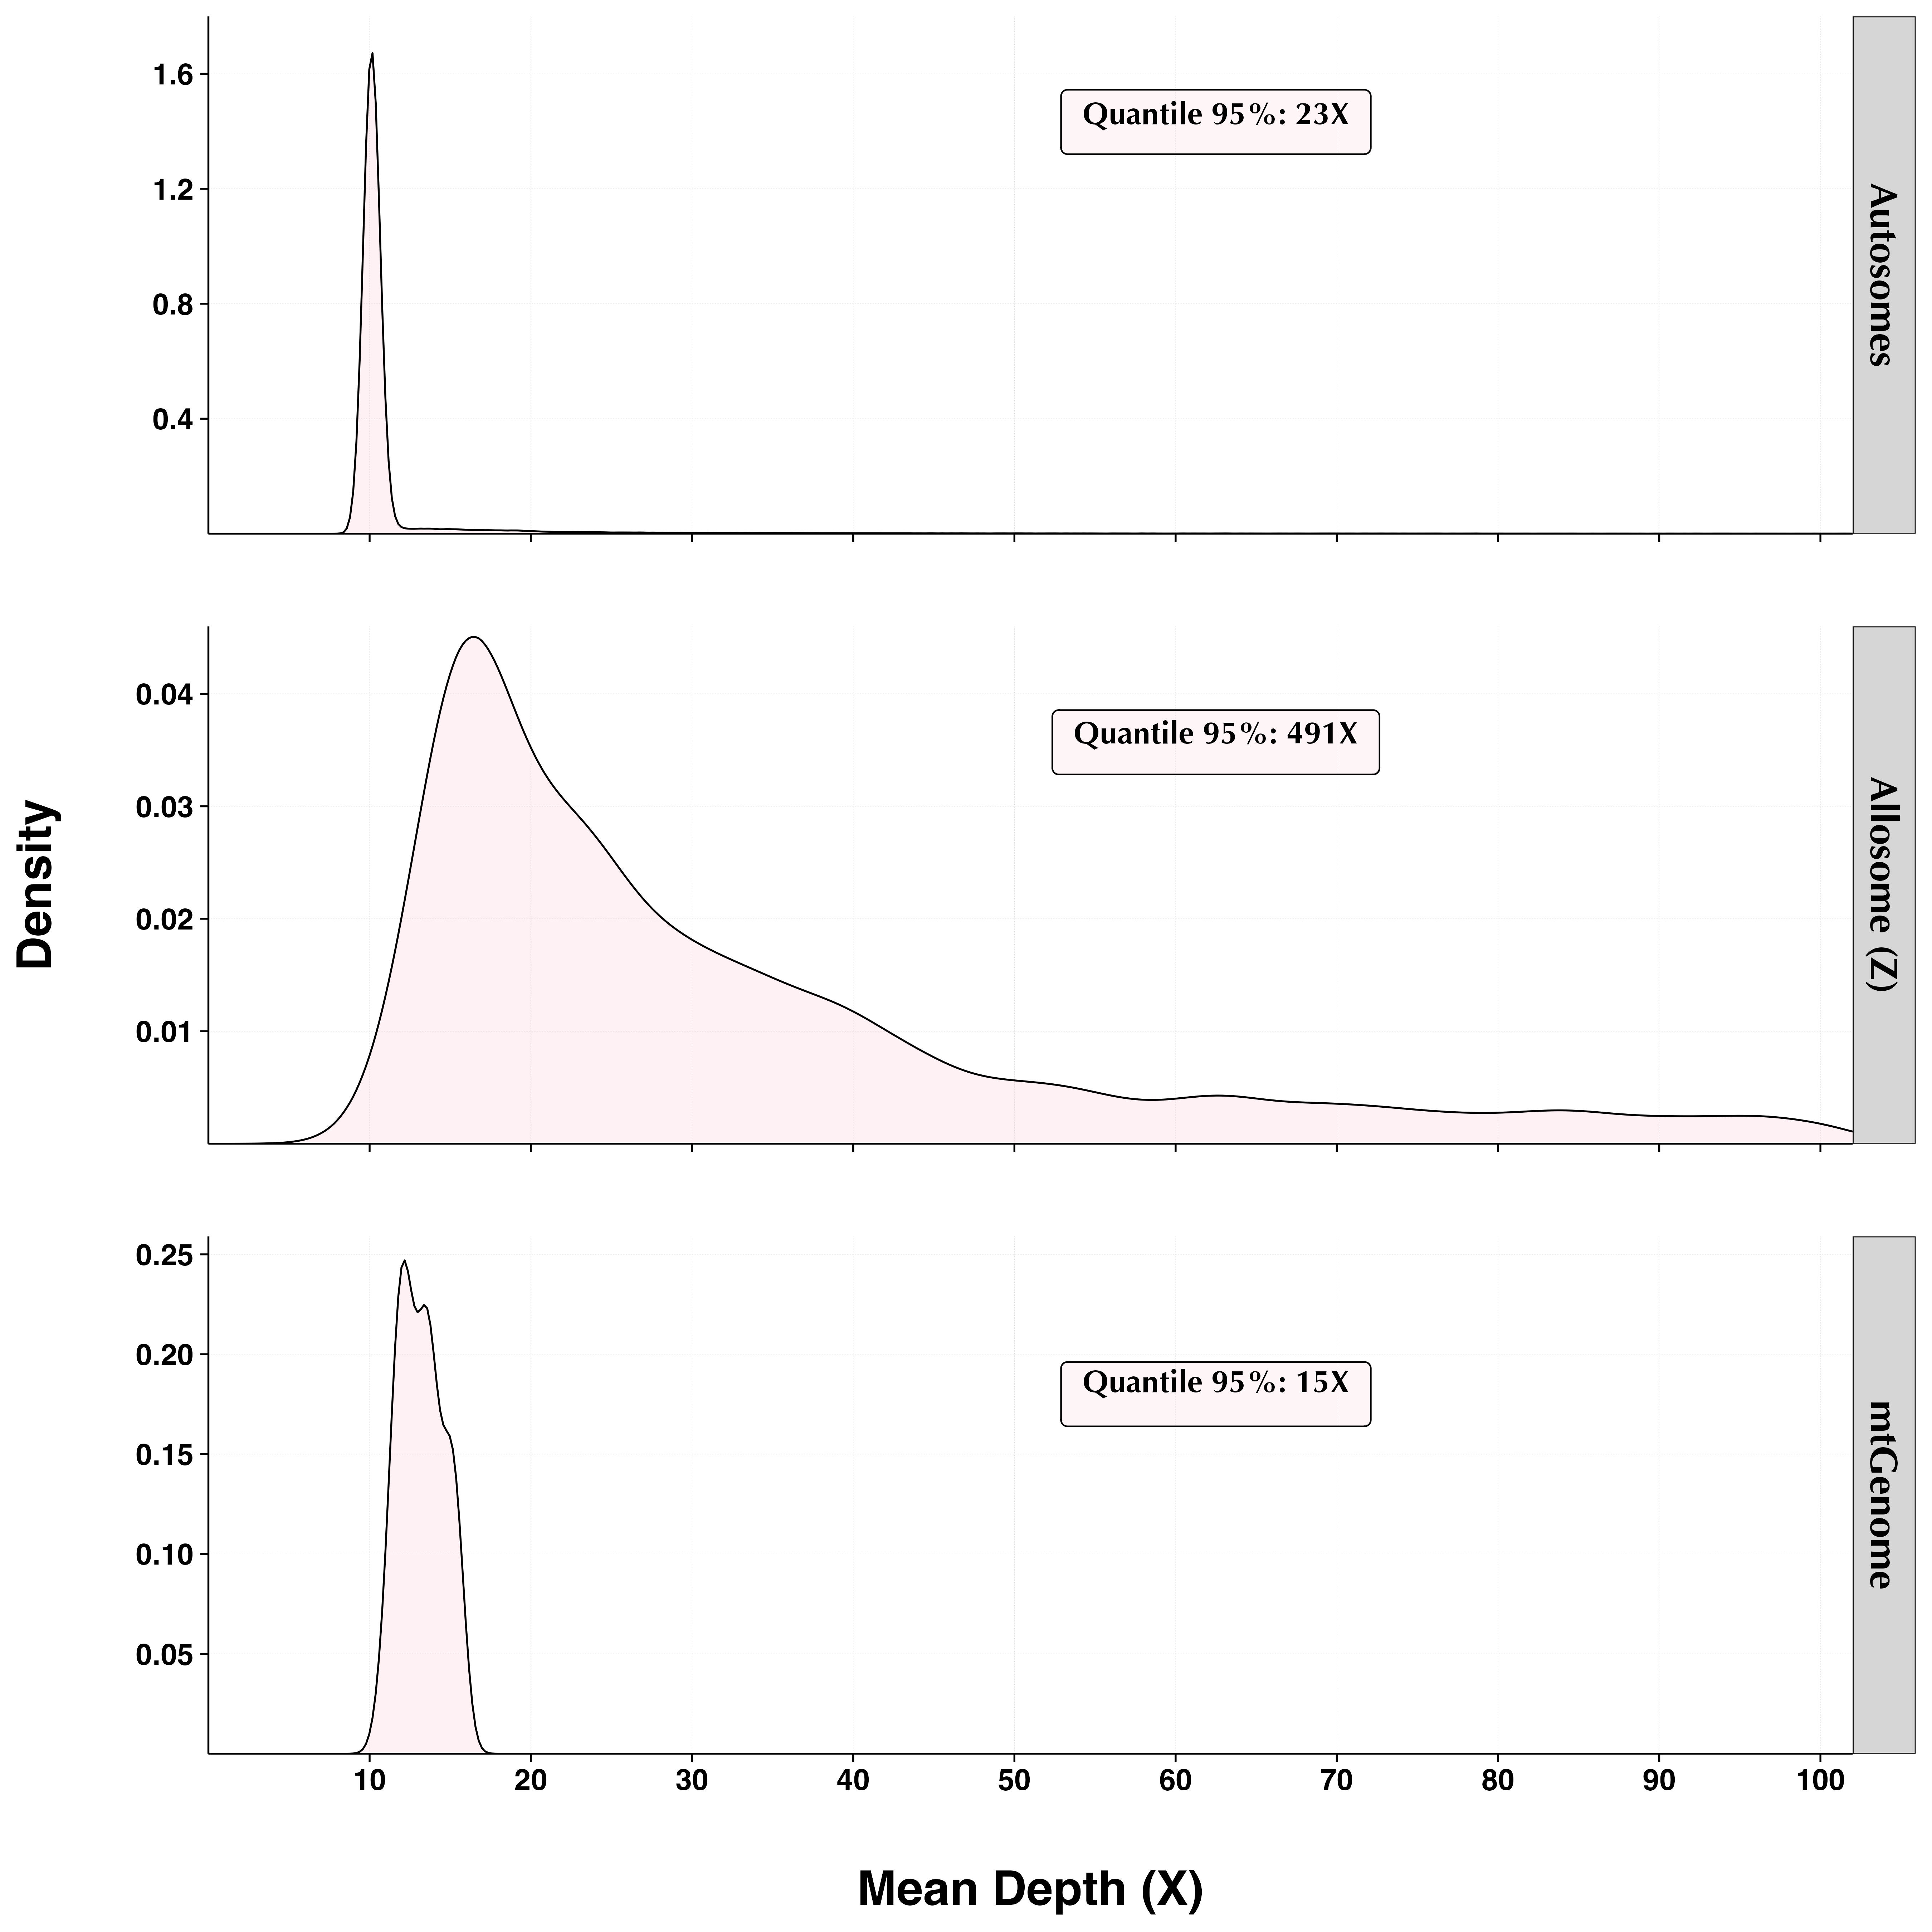 1.6
1.2
0.8
0.4
Quantile 95%: 23X
Autosomes
Density
0.04
0.03
0.02
0.01
Quantile 95%: 491X
Allosome (Z)
0.25
0.20
0.15
0.10
0.05
Quantile 95%: 15X
mtGenome
10 20 30 40 50 60 70 80 90 100
Mean Depth (X)